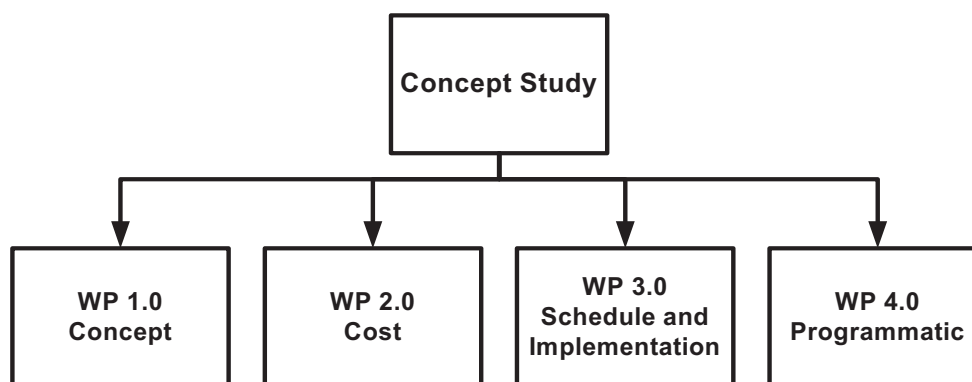 Concept Study
WP 1.0
Concept
WP 2.0
Cost
WP 3.0
Schedule and
Implementation
WP 4.0
Programmatic